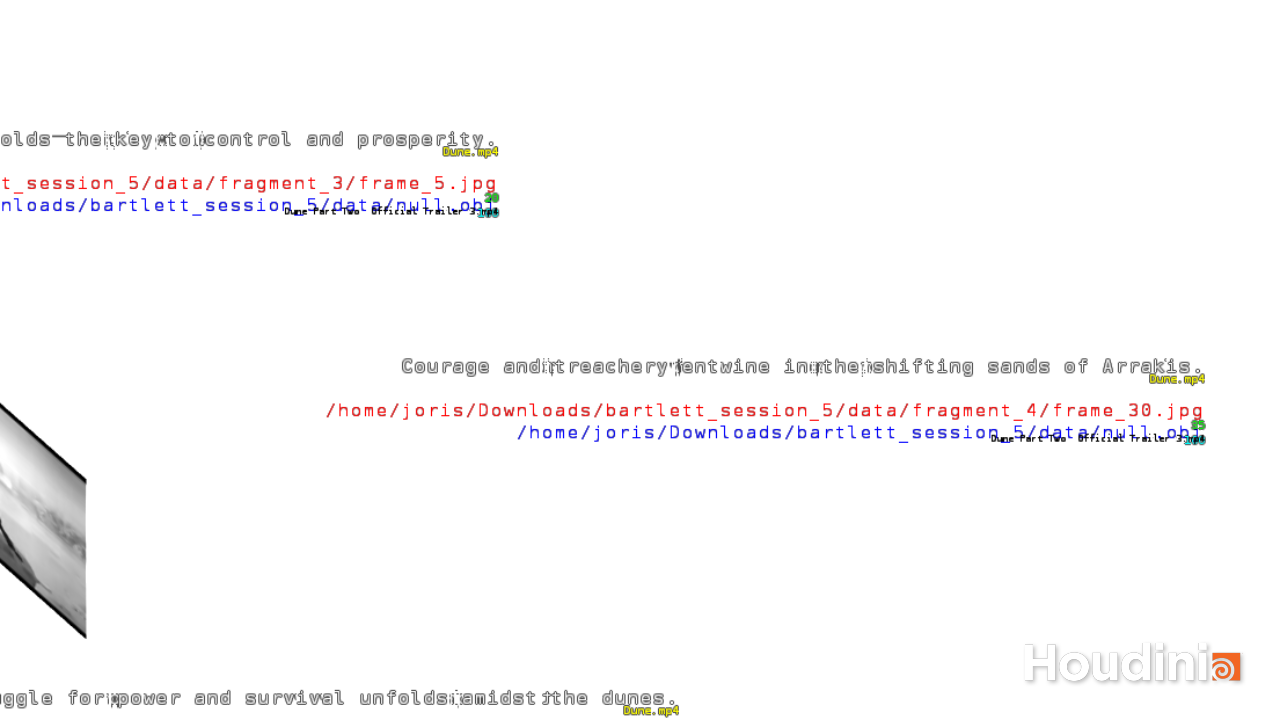 olds the key to control and prosperity.
Dune.mp4
t_session_5/data/fragment_3/frame_5.jpg
20
nloads/bartlett_session_5/data/null.obj
Dune Part Two Official Trailer 3.mp4
Courage and treachery entwine in the shifting sands of Arrakis.
Dune.mp4
/home/joris/Downloads/bartlett_session_5/data/fragment_4/frame_30.jpg
/home/joris/Downloads/bartlett_session_5/data/null.obj
Dune Part Two Official Trailer 3.mp4
Houdini
uggle for power and survival unfolds amidst the dunes.
Dune.mp4